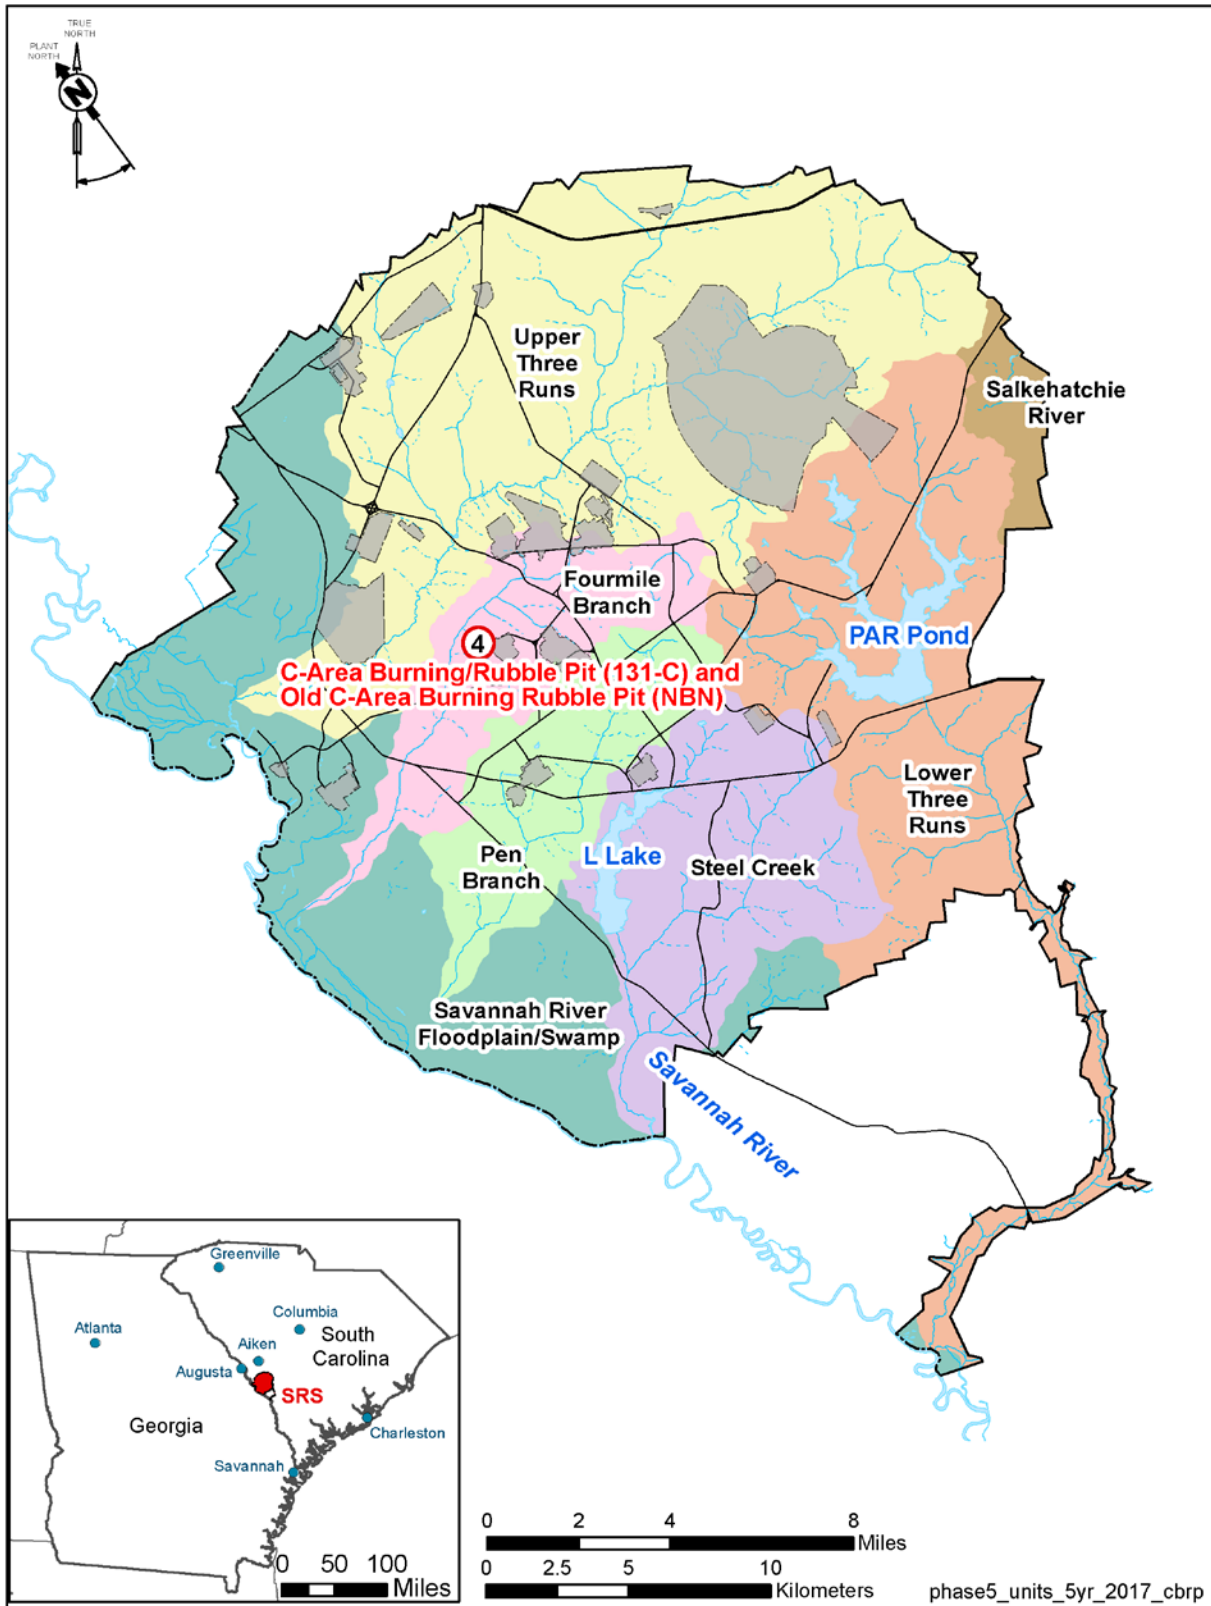 TRUE
NORTH
PLANT
NORTH
N
Upper
Three
Runs
Salkehatchie
River
Fourmile
Branch
PAR Pond
4
C-Area Burning/Rubble Pit (131-C) and
Old C-Area Burning Rubble Pit (NBN)
Lower
Three
Runs
Pen
Branch
L Lake
Steel Creek
Savannah River
Floodplain/Swamp
Savannah River
Greenville
Columbia
Atlanta
Aiken
South
Carolina
Augusta
SRS
Georgia
Charleston
Savannah
0 50 100
Miles
0 2 4 8
Miles
0 2.5 5 10
Kilometers
phase5_units_5yr_2017_cbrp